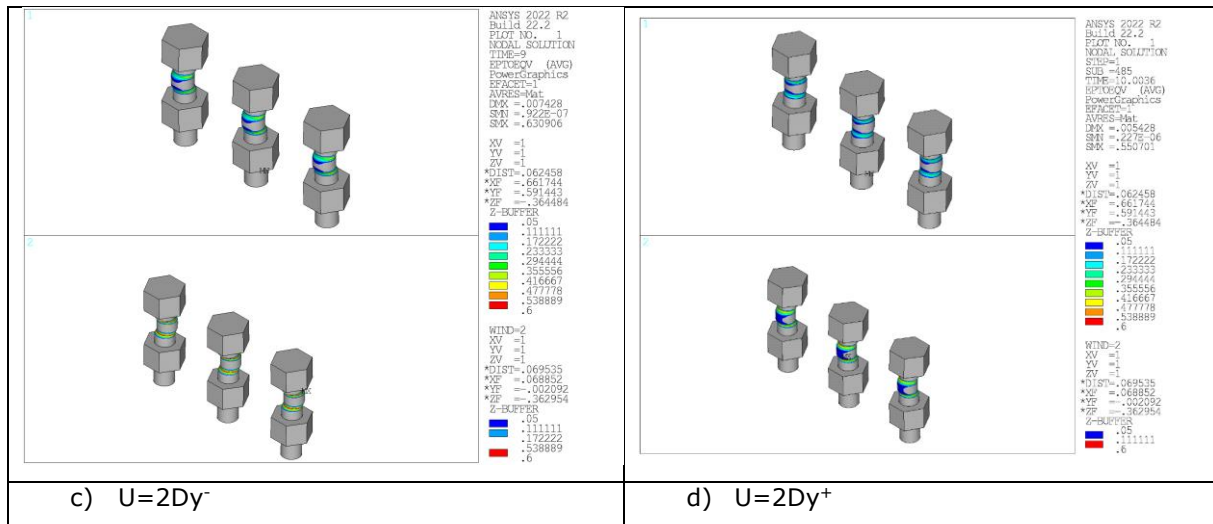 1
ANSYS 2022 R2
Build 22.2
PLOT NO. 1
NODAL SOLUTION
TIME=9
EPTOEQV (AVG)
PowerGraphics
EFACET=1
AVRES=Mat
DMX =.007428
SMN =.922E-07
SMX =.630906
XV =1
YV =1
ZV =1
*DIST=.062458
*XF =.661744
*YF =.591443
*ZF =-.364484
Z-BUFFER
.05
.111111
.172222
.233333
.294444
.355556
.416667
.477778
.538889
.6
2
WIND=2
XV =1
YV =1
ZV =1
*DIST=.069535
*XF =.068852
*YF =-.002092
*ZF =-.362954
Z-BUFFER
.05
.111111
.172222
.538889
.6
c) U=2Dy⁻
1
ANSYS 2022 R2
Build 22.2
PLOT NO. 1
NODAL SOLUTION
STEP=1
SUB =485
TIME=10.0036
EPTOEQV (AVG)
PowerGraphics
EFACET=1
AVRES=Mat
DMX =.005428
SMN =.227E-06
SMX =.550701
XV =1
YV =1
ZV =1
*DIST=.062458
*XF =.661744
*YF =.591443
*ZF =-.364484
Z-BUFFER
.05
.111111
.172222
.233333
.294444
.355556
.416667
.477778
.538889
.6
2
WIND=2
XV =1
YV =1
ZV =1
*DIST=.069535
*XF =.068852
*YF =-.002092
*ZF =-.362954
Z-BUFFER
.05
.111111
.6
d) U=2Dy⁺